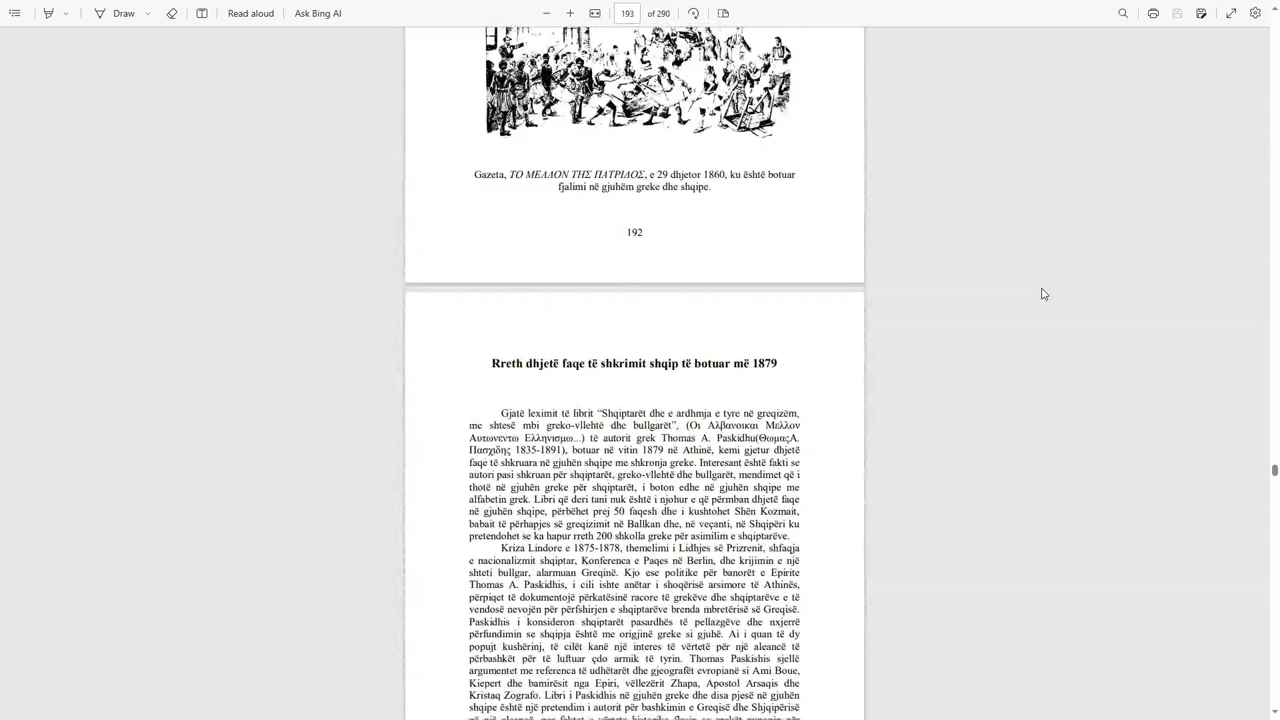 Draw
Read aloud
Ask Bing AI
193 of 290
Gazeta, ΤΟ ΜΕΛΛΟΝ ΤΗΣ ΠΑΤΡΙΔΟΣ, e 29 dhjetor 1860, ku është botuar
fjalimi në gjuhëm greke dhe shqipe.
192
Rreth dhjetë faqe të shkrimit shqip të botuar më 1879
Gjatë leximit të librit “Shqiptarët dhe e ardhmja e tyre në greqizëm,
me shtesë mbi greko-vllehtë dhe bullgarët”, (Οι Αλβανοικαι Μελλον
Αυτωνεντω Ελληνισμω...) të autorit grek Thomas A. Paskidhu(ΘωμαςΑ.
Πασχιδης 1835-1891), botuar në vitin 1879 në Athinë, kemi gjetur dhjetë
faqe të shkruara në gjuhën shqipe me shkronja greke. Interesant është fakti se
autori pasi shkruan për shqiptarët, greko-vllehtë dhe bullgarët, mendimet që i
thotë në gjuhën greke për shqiptarët, i boton edhe në gjuhën shqipe me
alfabetin grek. Libri që deri tani nuk është i njohur e që përmban dhjetë faqe
në gjuhën shqipe, përbëhet prej 50 faqesh dhe i kushtohet Shën Kozmait,
babait të përhapjes së greqizimit në Ballkan dhe, në veçanti, në Shqipëri ku
pretendohet se ka hapur rreth 200 shkolla greke për asimilim e shqiptarëve.
Kriza Lindore e 1875-1878, themelimi i Lidhjes së Prizrenit, shfaqja
e nacionalizmit shqiptar, Konferenca e Paqes në Berlin, dhe krijimin e një
shteti bullgar, alarmuan Greqinë. Kjo ese politike për banorët e Epirite
Thomas A. Paskidhis, i cili ishte anëtar i shoqërisë arsimore të Athinës,
përpiqet të dokumentojë përkatësinë racore të grekëve dhe shqiptarëve e të
vendosë nevojën për përfshirjen e shqiptarëve brenda mbretërisë së Greqisë.
Paskidhis i konsideron shqiptarët pasardhës të pellazgëve dhe nxjerrë
përfundimin se shqipja është me origjinë greke si gjuhë. Ai i quan të dy
popujt kushërinj, të cilët kanë një interes të vërtetë për një aleancë të
përbashkët për të luftuar çdo armik të tyrin. Thomas Paskishis sjellë
argumentet me referenca të udhëtarët dhe gjeografët evropianë si Ami Boue,
Kiepert dhe bamirësit nga Epiri, vëllezërit Zhapa, Apostol Arsaqis dhe
Kristaq Zografo. Libri i Paskidhis në gjuhën greke dhe disa pjesë në gjuhën
shqipe është një pretendim i autorit për bashkimin e Greqisë dhe Shjqipërisë